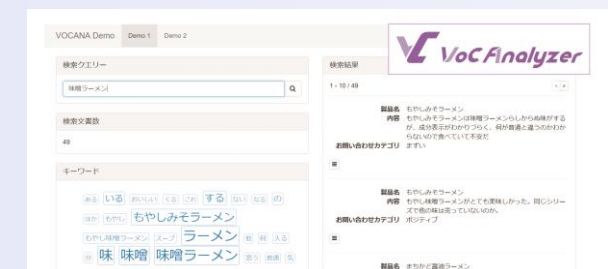 VOCANA Demo Demo 1 Demo 2
VoC Analyzer
検索クエリー
味噌ラーメン
検索文書数
49
キーワード
ある いる おいしい くる これ する ない なる の
ほか もやし もやしみそラーメン
もやし味噌ラーメン スープ ラーメン 何 入る
味 味噌 味噌ラーメン 思う 普通
検索結果
1 - 10 / 49
製品名 もやしみそラーメン
内容 もやしみそラーメンは味噌ラーメンらしからぬ味がする
が、成分表示がわかりづらく、何が普通と違うのかわか
らないので食べていて不安だ
お問い合わせカテゴリ まずい
製品名 もやしみそラーメン
内容 もやしみそラーメンがとても美味しかった。同じシリー
ズで他の味は売っていないのか。
お問い合わせカテゴリ ポジティブ
製品名 まちかど醤油ラーメン